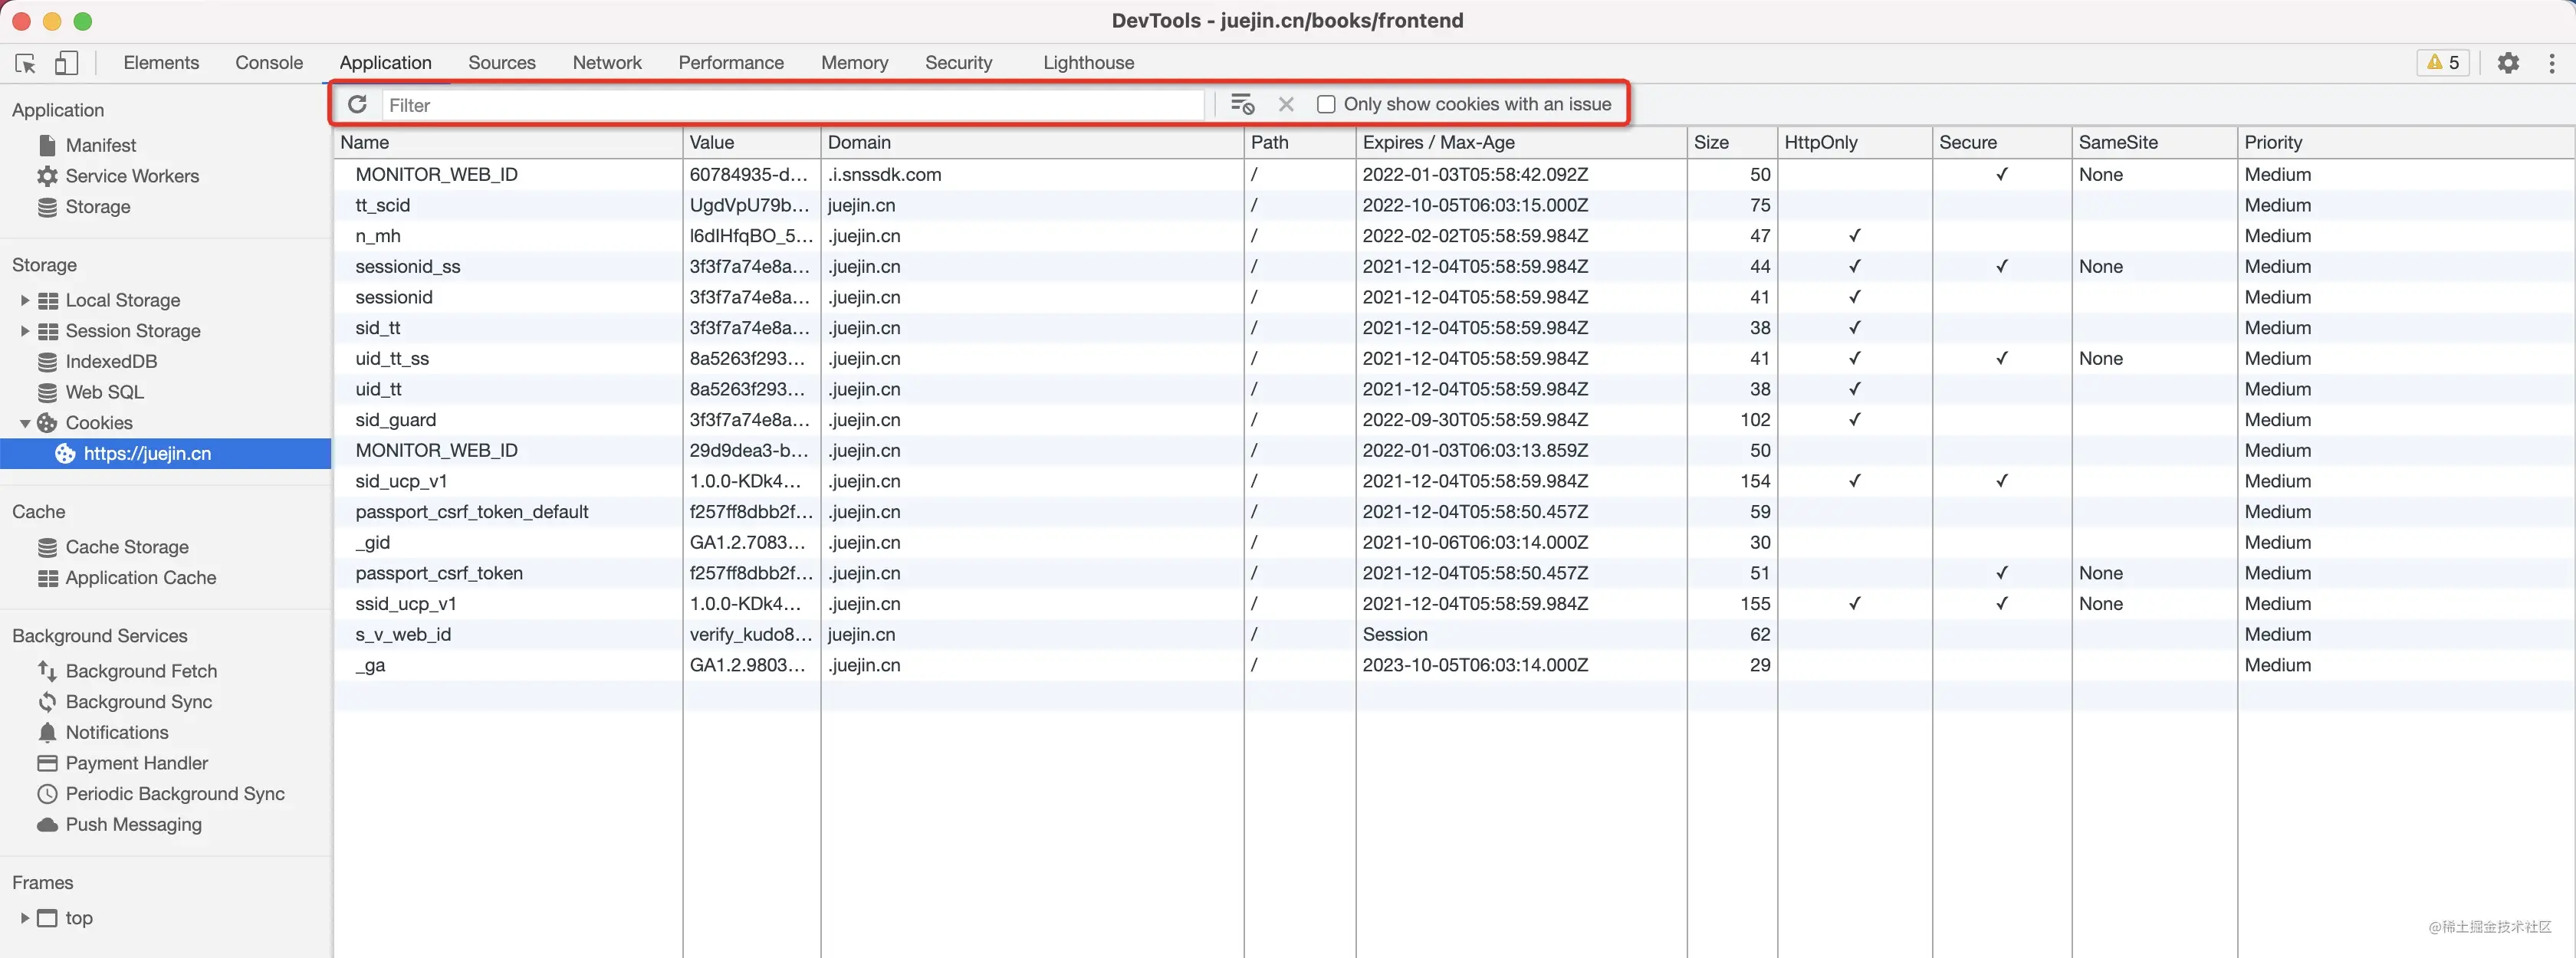 DevTools - juejin.cn/books/frontend
Elements Console Application Sources Network Performance Memory Security Lighthouse 5
Filter Only show cookies with an issue
Application
Manifest
Service Workers
Storage
Storage
Local Storage
Session Storage
IndexedDB
Web SQL
Cookies
https://juejin.cn
Cache
Cache Storage
Application Cache
Background Services
Background Fetch
Background Sync
Notifications
Payment Handler
Periodic Background Sync
Push Messaging
Frames
top
Name Value Domain Path Expires / Max-Age Size HttpOnly Secure SameSite Priority
MONITOR_WEB_ID 60784935-d... .i.snssdk.com / 2022-01-03T05:58:42.092Z 50 ✓ None Medium
tt_scid UgdVpU79b... juejin.cn / 2022-10-05T06:03:15.000Z 75 Medium
n_mh l6dIHfqBO_5... .juejin.cn / 2022-02-02T05:58:59.984Z 47 ✓ Medium
sessionid_ss 3f3f7a74e8a... .juejin.cn / 2021-12-04T05:58:59.984Z 44 ✓ ✓ None Medium
sessionid 3f3f7a74e8a... .juejin.cn / 2021-12-04T05:58:59.984Z 41 ✓ Medium
sid_tt 3f3f7a74e8a... .juejin.cn / 2021-12-04T05:58:59.984Z 38 ✓ Medium
uid_tt_ss 8a5263f293... .juejin.cn / 2021-12-04T05:58:59.984Z 41 ✓ ✓ None Medium
uid_tt 8a5263f293... .juejin.cn / 2021-12-04T05:58:59.984Z 38 ✓ Medium
sid_guard 3f3f7a74e8a... .juejin.cn / 2022-09-30T05:58:59.984Z 102 ✓ Medium
MONITOR_WEB_ID 29d9dea3-b... .juejin.cn / 2022-01-03T06:03:13.859Z 50 Medium
sid_ucp_v1 1.0.0-KDk4... .juejin.cn / 2021-12-04T05:58:59.984Z 154 ✓ ✓ Medium
passport_csrf_token_default f257ff8dbb2f... .juejin.cn / 2021-12-04T05:58:50.457Z 59 Medium
_gid GA1.2.7083... .juejin.cn / 2021-10-06T06:03:14.000Z 30 Medium
passport_csrf_token f257ff8dbb2f... .juejin.cn / 2021-12-04T05:58:50.457Z 51 ✓ None Medium
ssid_ucp_v1 1.0.0-KDk4... .juejin.cn / 2021-12-04T05:58:59.984Z 155 ✓ ✓ None Medium
s_v_web_id verify_kudo8... juejin.cn / Session 62 Medium
_ga GA1.2.9803... .juejin.cn / 2023-10-05T06:03:14.000Z 29 Medium
@稀土掘金技术社区